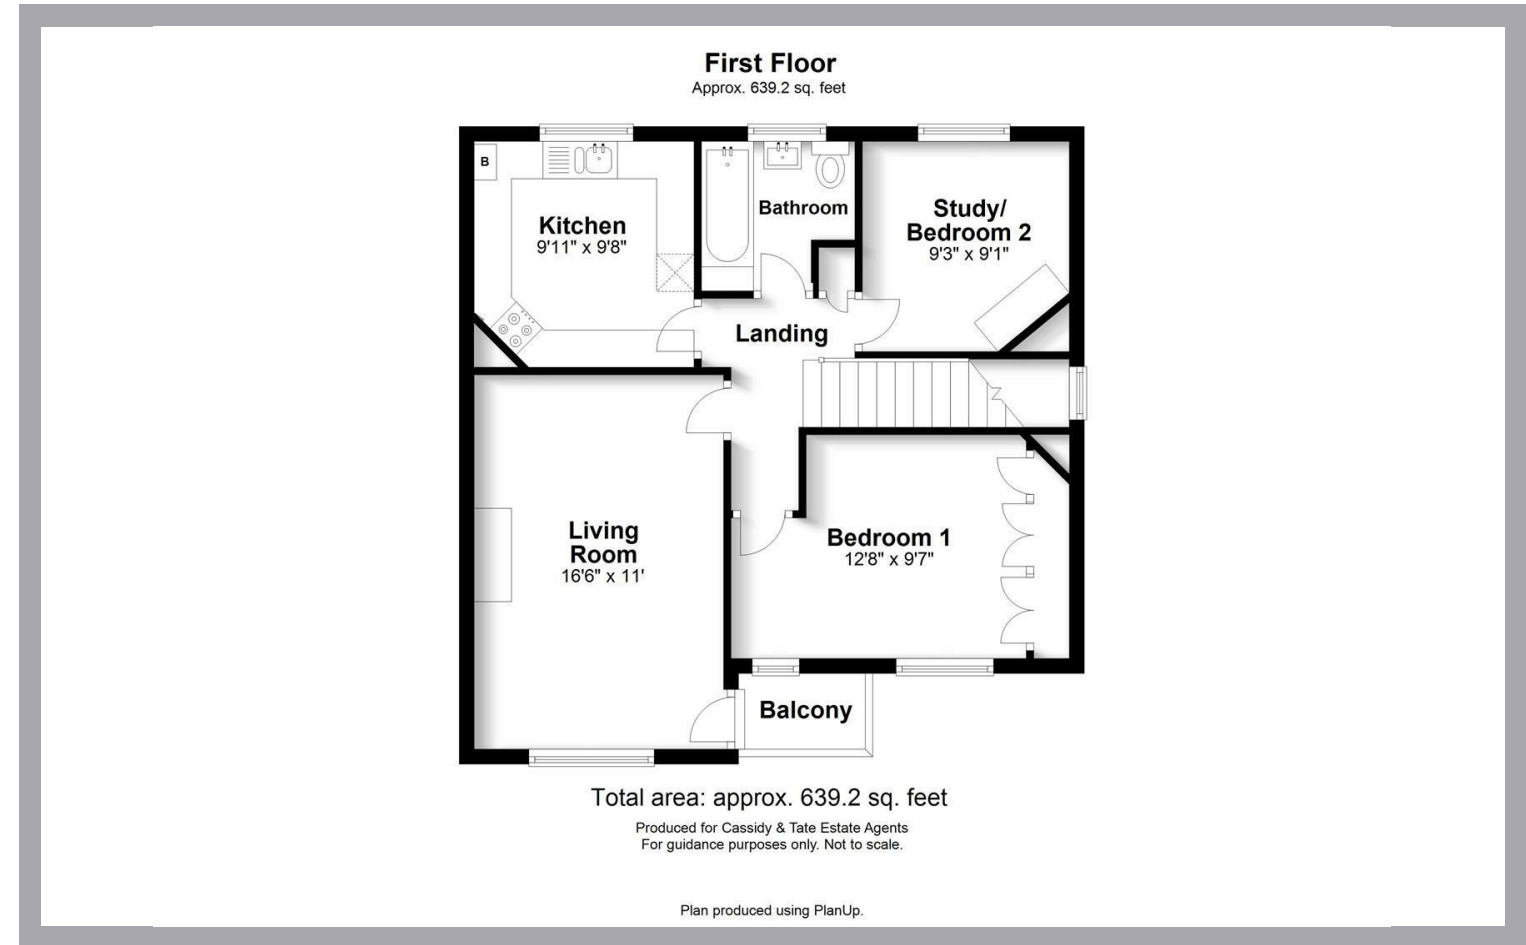 First Floor
Approx. 639.2 sq. feet
B
Kitchen
9'11" x 9'8"
Bathroom
Study/
Bedroom 2
9'3" x 9'1"
Landing
Living
Room
16'6" x 11'
Bedroom 1
12'8" x 9'7"
Balcony
Total area: approx. 639.2 sq. feet
Produced for Cassidy & Tate Estate Agents
For guidance purposes only. Not to scale.
Plan produced using PlanUp.